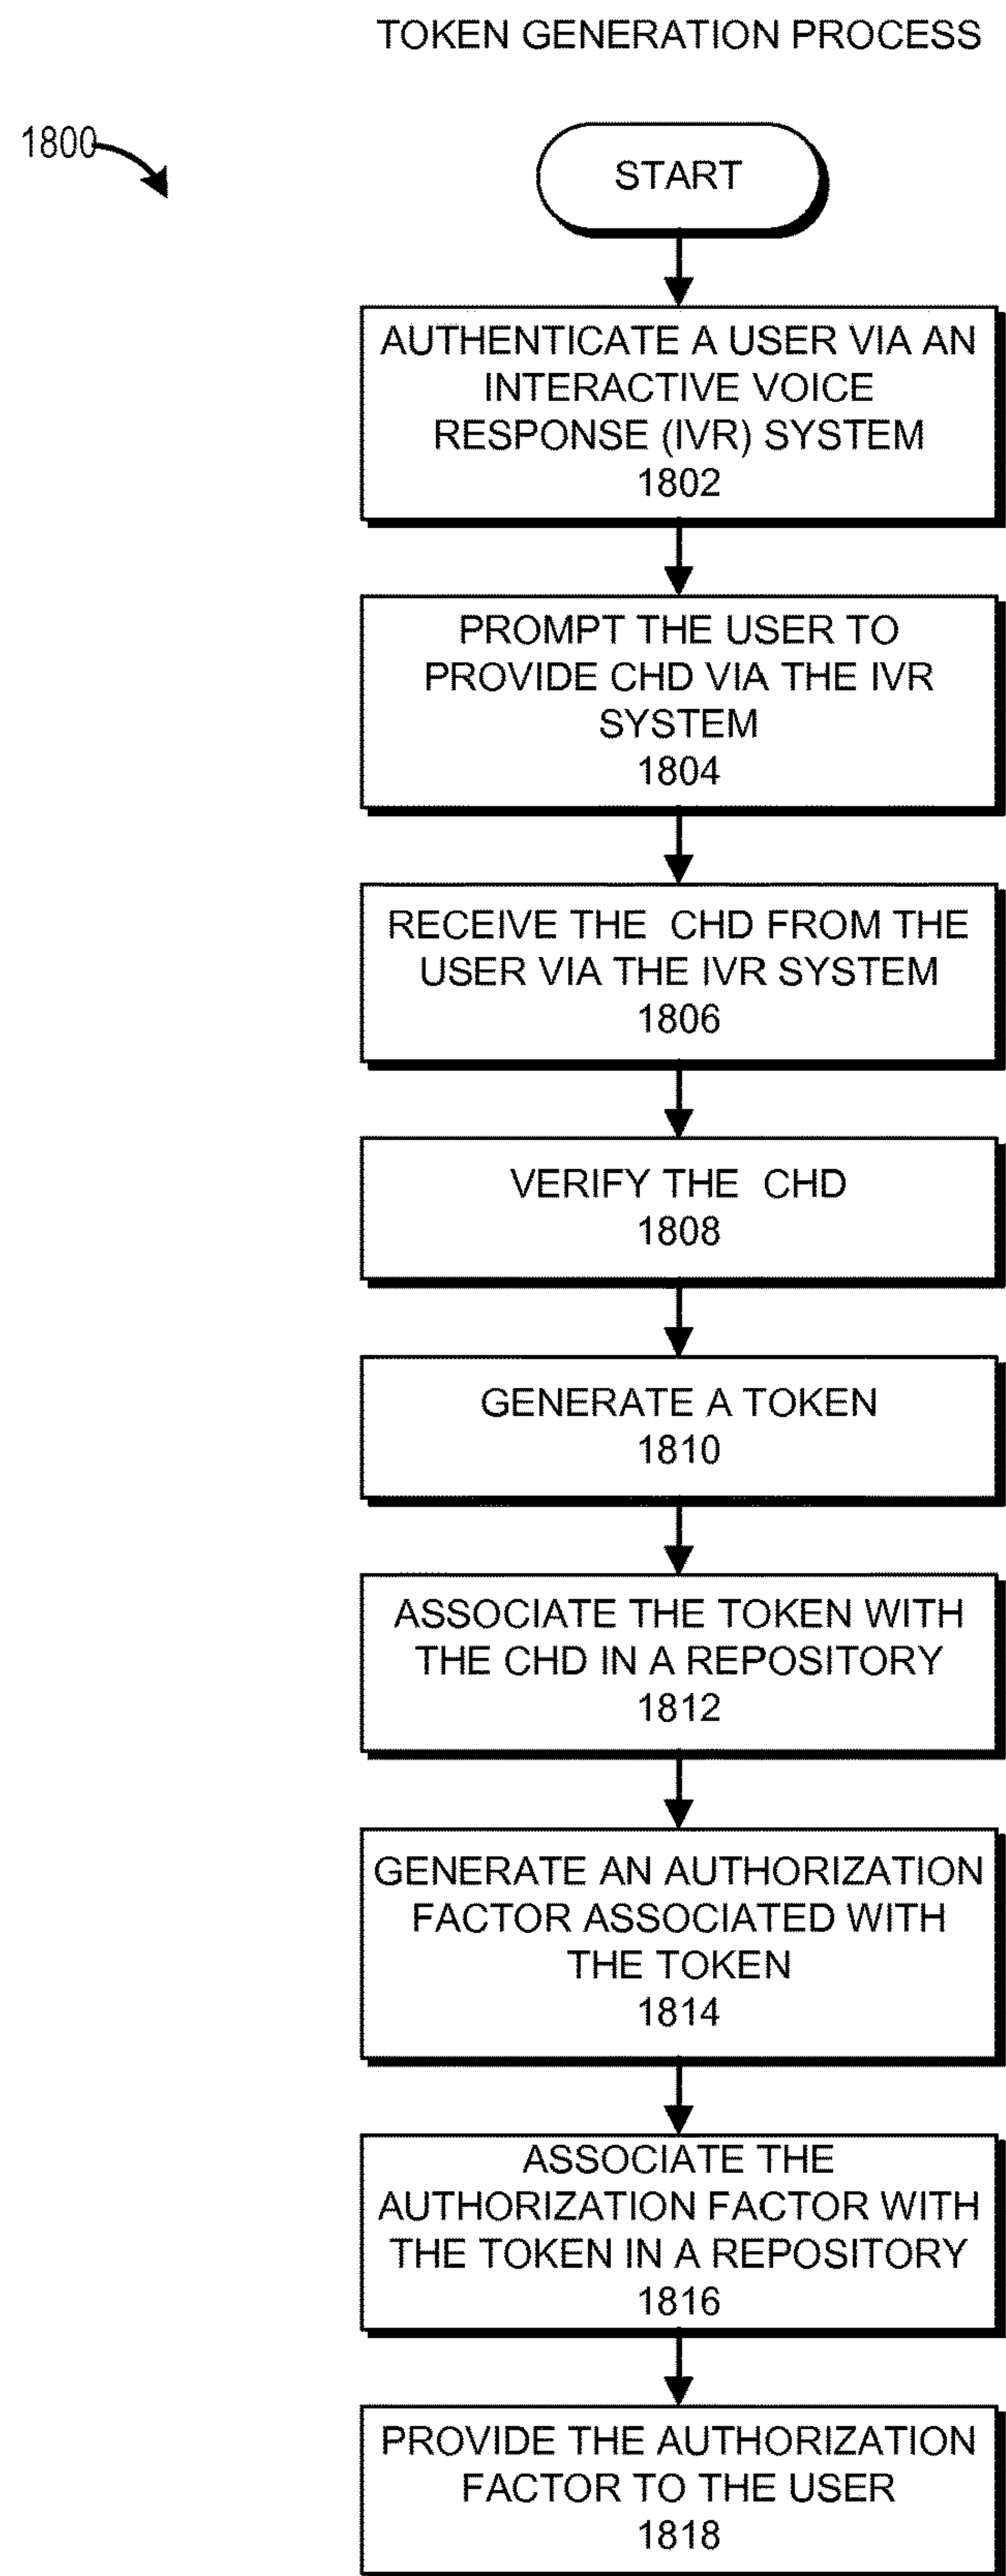 TOKEN GENERATION PROCESS
1800
START
AUTHENTICATE A USER VIA AN
INTERACTIVE VOICE
RESPONSE (IVR) SYSTEM
1802
PROMPT THE USER TO
PROVIDE CHD VIA THE IVR
SYSTEM
1804
RECEIVE THE CHD FROM THE
USER VIA THE IVR SYSTEM
1806
VERIFY THE CHD
1808
GENERATE A TOKEN
1810
ASSOCIATE THE TOKEN WITH
THE CHD IN A REPOSITORY
1812
GENERATE AN AUTHORIZATION
FACTOR ASSOCIATED WITH
THE TOKEN
1814
ASSOCIATE THE
AUTHORIZATION FACTOR WITH
THE TOKEN IN A REPOSITORY
1816
PROVIDE THE AUTHORIZATION
FACTOR TO THE USER
1818